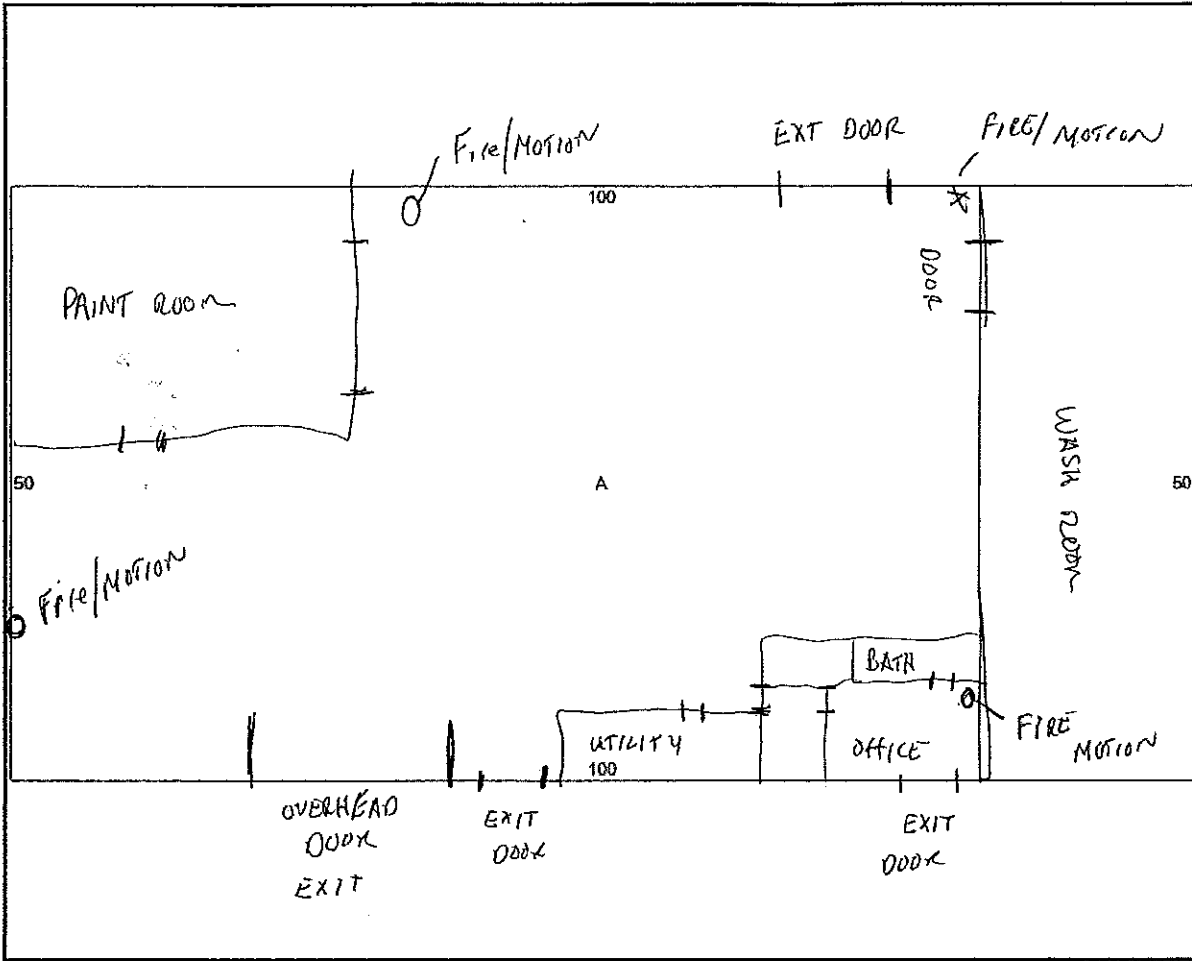 Fire/MOTION
EXT DOOR
FIRE/MOTION
100
DOOR
PAINT ROOM
50
A
50
WASH ROOM
Fire/MOTION
BATH
UTILITY
OFFICE
FIRE
MOTION
100
OVERHEAD
DOOR
EXIT
EXIT
DOOR
EXIT
DOOR